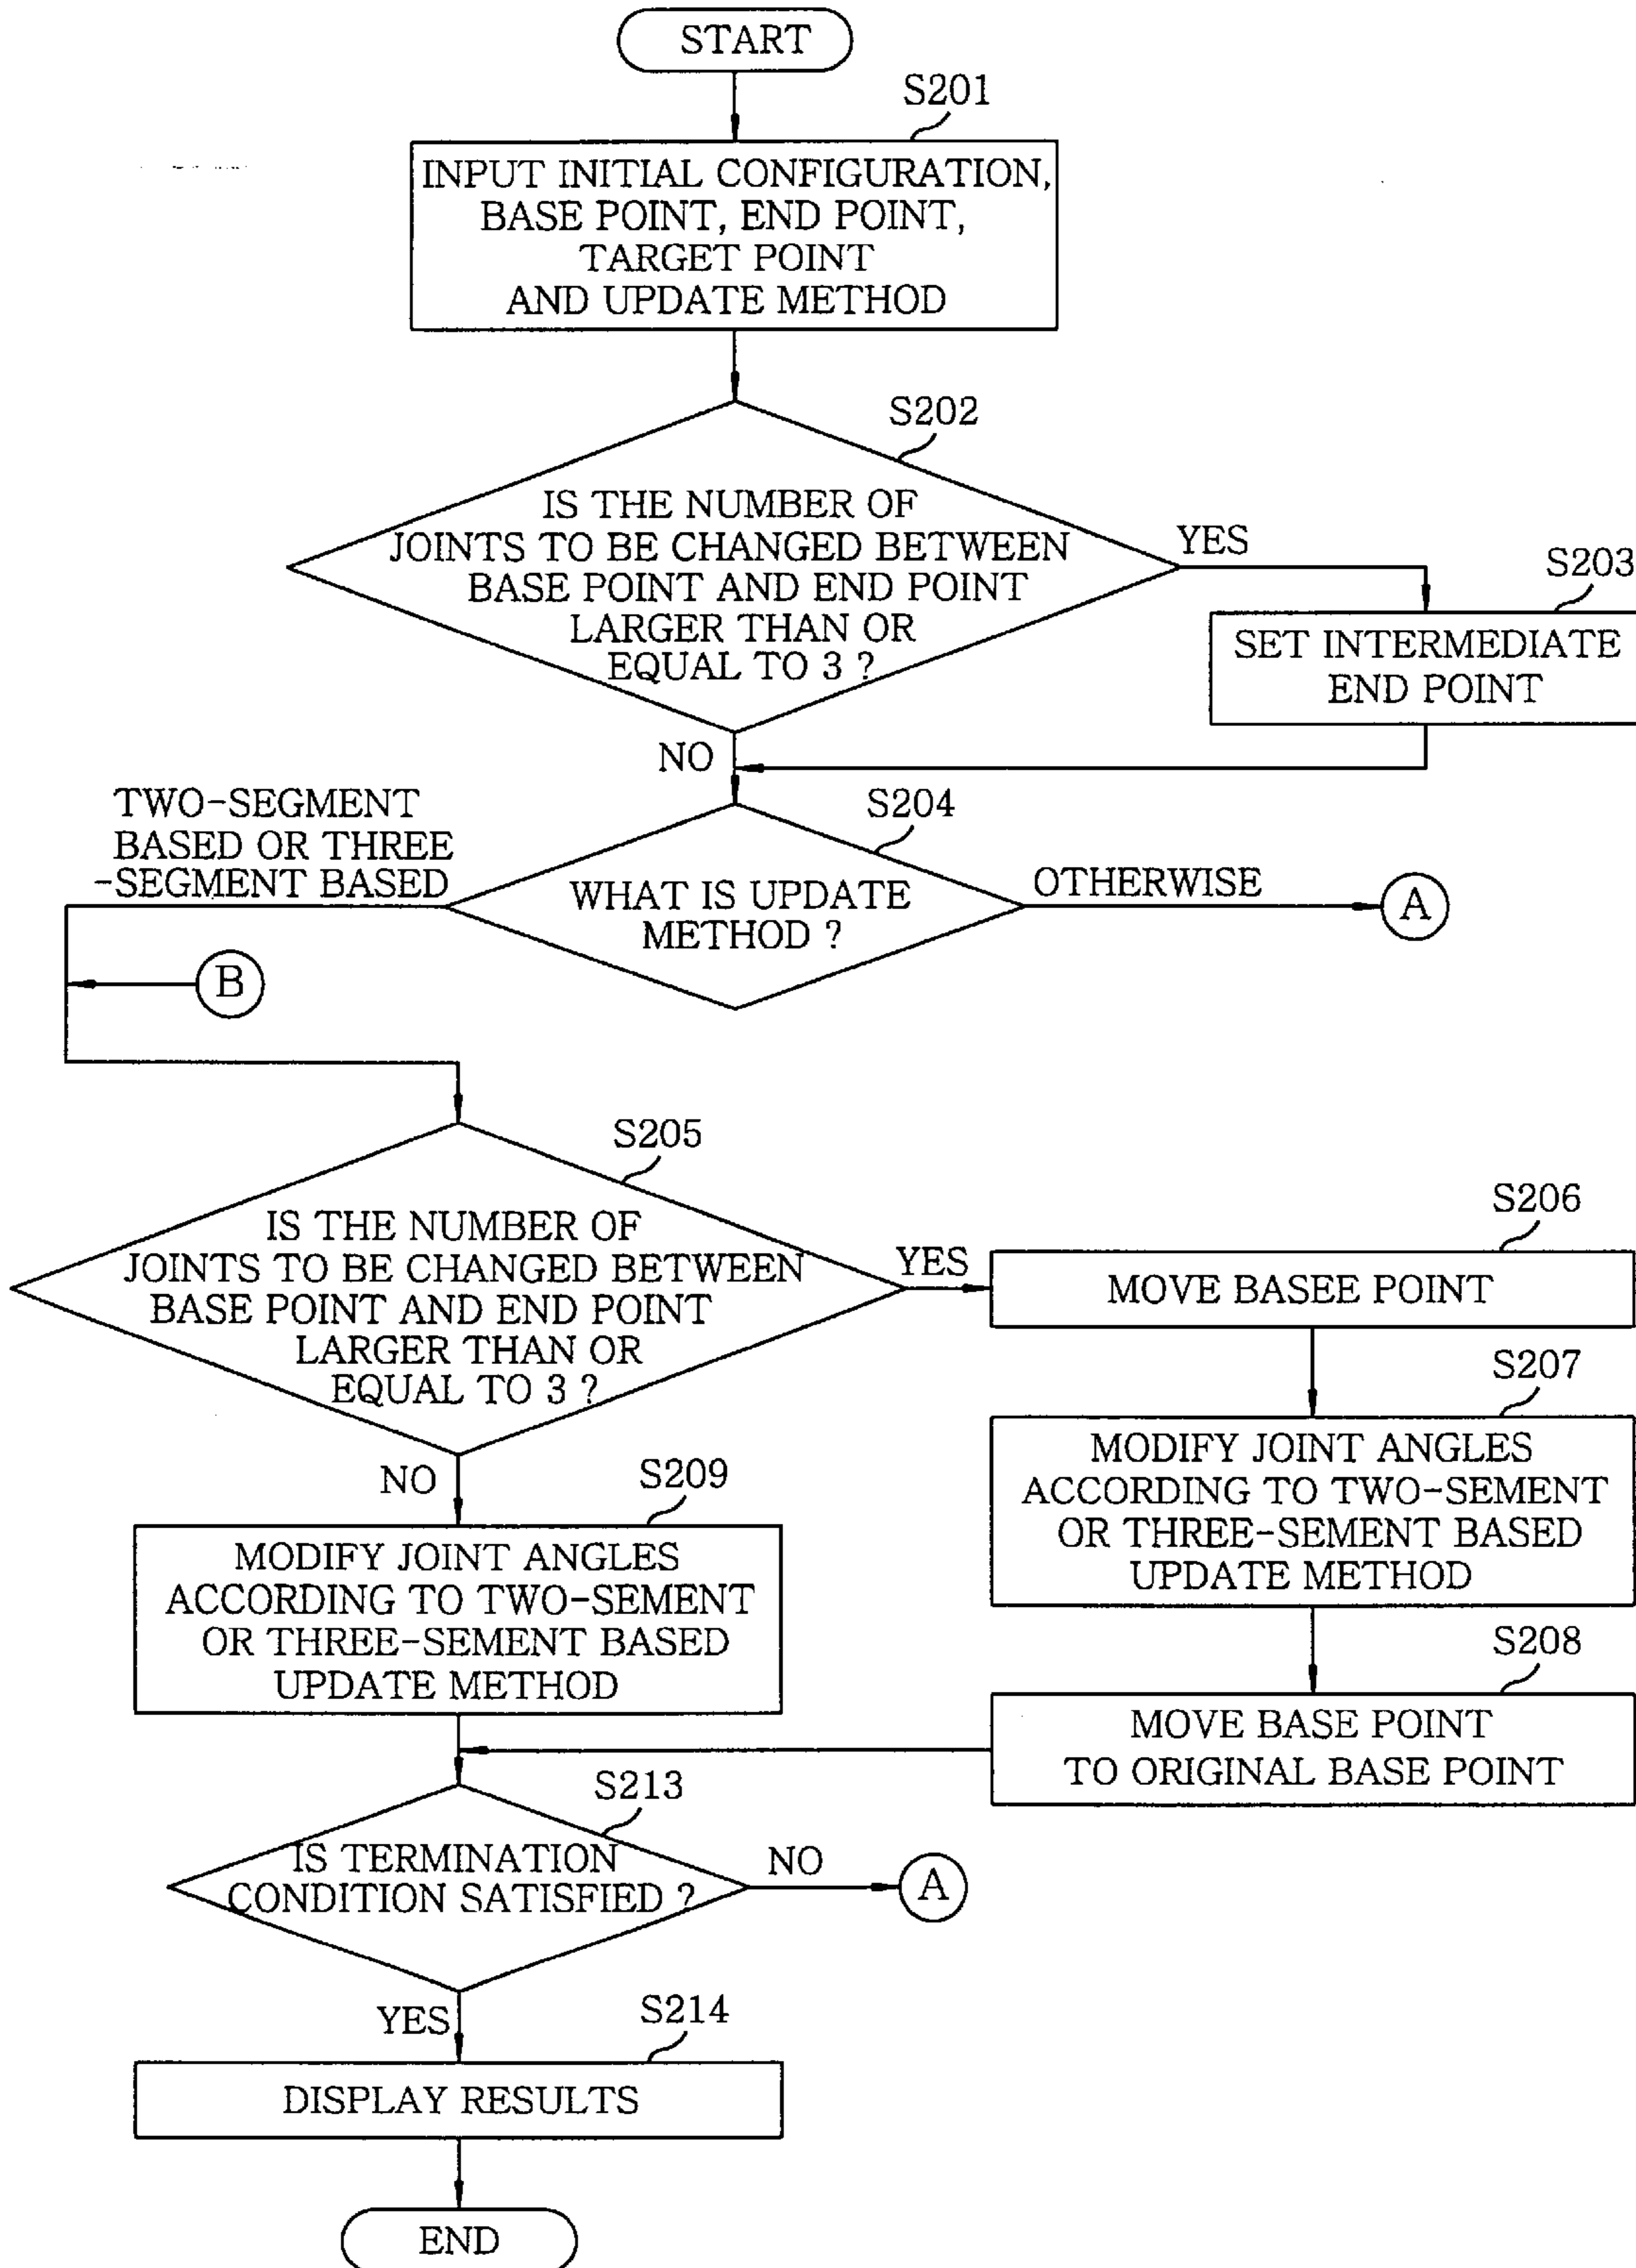 START
S201
INPUT INITIAL CONFIGURATION,
BASE POINT, END POINT,
TARGET POINT
AND UPDATE METHOD
S202
IS THE NUMBER OF
JOINTS TO BE CHANGED BETWEEN
BASE POINT AND END POINT
LARGER THAN OR
EQUAL TO 3 ?
YES
S203
SET INTERMEDIATE
END POINT
NO
TWO-SEGMENT
BASED OR THREE
-SEGMENT BASED
S204
WHAT IS UPDATE
METHOD ?
OTHERWISE
A
B
S205
IS THE NUMBER OF
JOINTS TO BE CHANGED BETWEEN
BASE POINT AND END POINT
LARGER THAN OR
EQUAL TO 3 ?
YES
S206
MOVE BASEE POINT
S207
MODIFY JOINT ANGLES
ACCORDING TO TWO-SEMENT
OR THREE-SEMENT BASED
UPDATE METHOD
NO
S209
MODIFY JOINT ANGLES
ACCORDING TO TWO-SEMENT
OR THREE-SEMENT BASED
UPDATE METHOD
S208
MOVE BASE POINT
TO ORIGINAL BASE POINT
S213
IS TERMINATION
CONDITION SATISFIED ?
NO
A
YES
S214
DISPLAY RESULTS
END